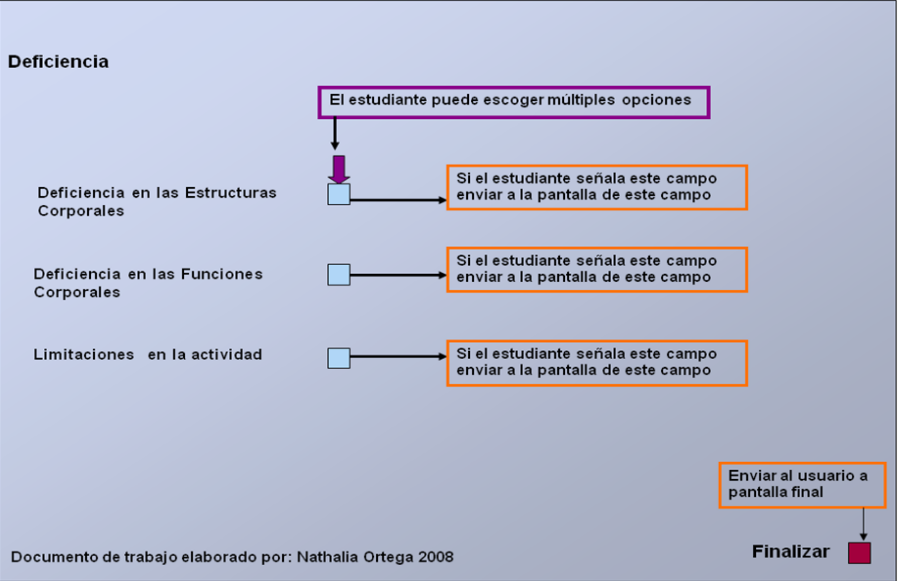 Deficiencia
El estudiante puede escoger múltiples opciones
Deficiencia en las Estructuras
Corporales
Si el estudiante señala este campo
enviar a la pantalla de este campo
Deficiencia en las Funciones
Corporales
Si el estudiante señala este campo
enviar a la pantalla de este campo
Limitaciones en la actividad
Si el estudiante señala este campo
enviar a la pantalla de este campo
Enviar al usuario a
pantalla final
Finalizar
Documento de trabajo elaborado por: Nathalia Ortega 2008